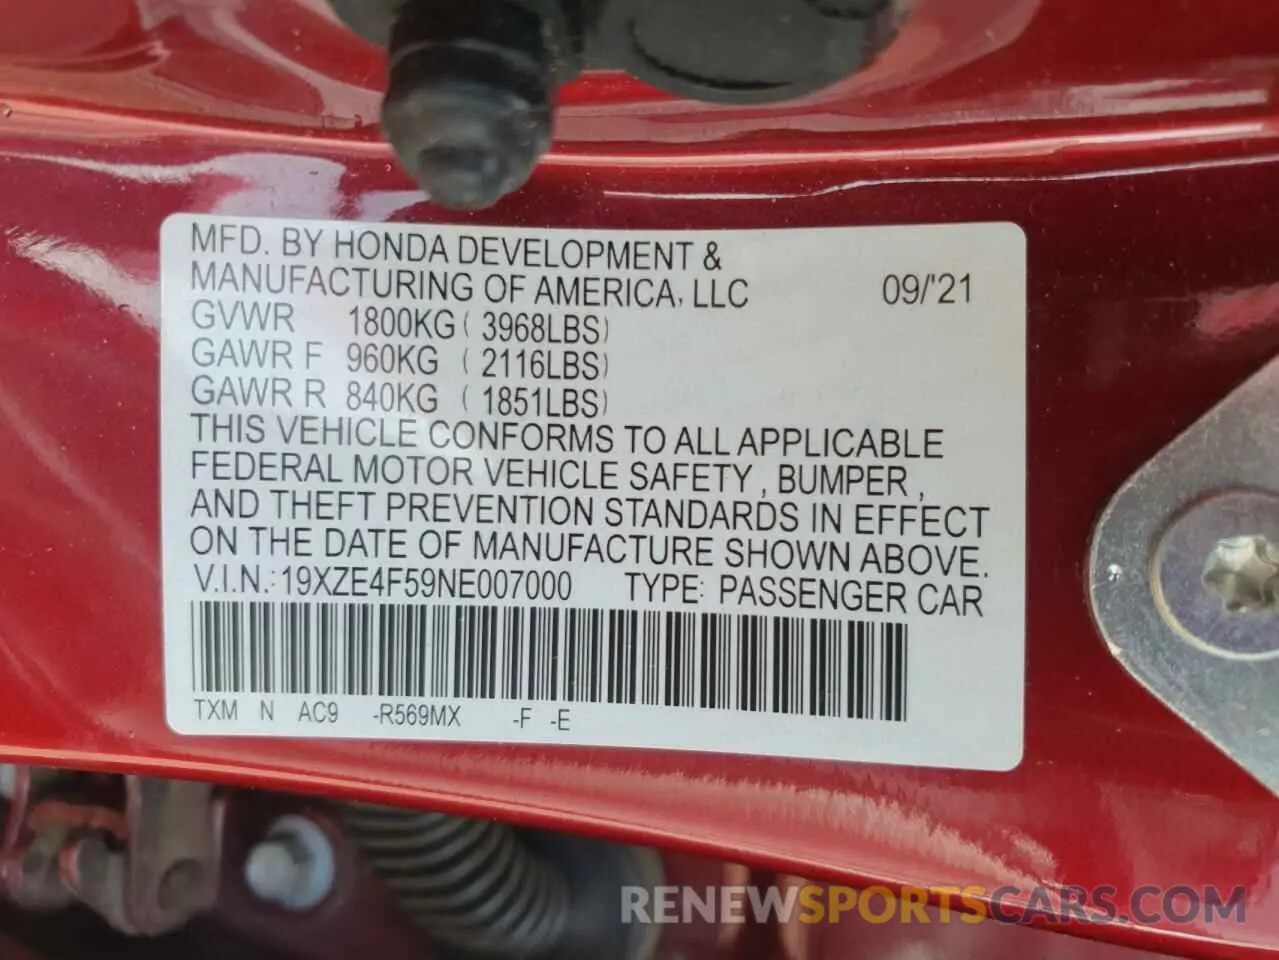 MFD. BY HONDA DEVELOPMENT &
MANUFACTURING OF AMERICA, LLC 09/'21
GVWR 1800KG ( 3968LBS)
GAWR F 960KG ( 2116LBS)
GAWR R 840KG ( 1851LBS)
THIS VEHICLE CONFORMS TO ALL APPLICABLE
FEDERAL MOTOR VEHICLE SAFETY, BUMPER,
AND THEFT PREVENTION STANDARDS IN EFFECT
ON THE DATE OF MANUFACTURE SHOWN ABOVE.
V.I.N.: 19XZE4F59NE007000 TYPE: PASSENGER CAR
TXM N AC9 -R569MX -F -E
RENEWSPORTSCARS.COM